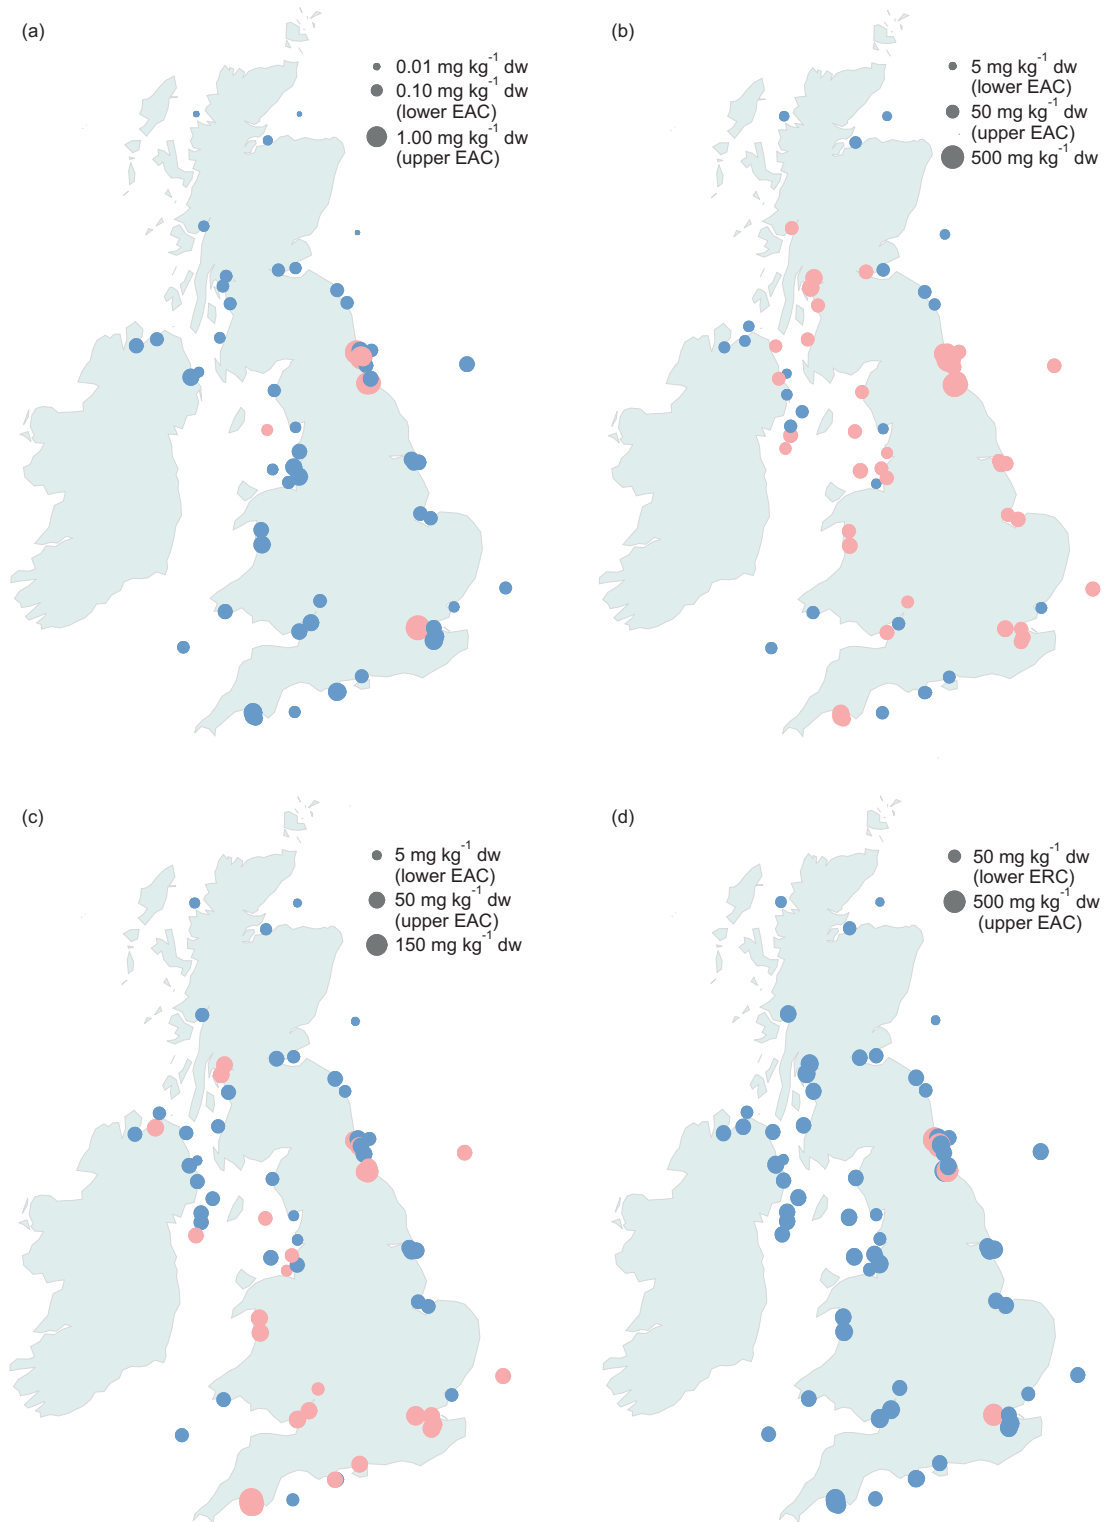 (a)
0.01 mg kg⁻¹ dw
0.10 mg kg⁻¹ dw
(lower EAC)
1.00 mg kg⁻¹ dw
(upper EAC)
(b)
5 mg kg⁻¹ dw
(lower EAC)
50 mg kg⁻¹ dw
(upper EAC)
500 mg kg⁻¹ dw
(c)
5 mg kg⁻¹ dw
(lower EAC)
50 mg kg⁻¹ dw
(upper EAC)
150 mg kg⁻¹ dw
(d)
50 mg kg⁻¹ dw
(lower ERC)
500 mg kg⁻¹ dw
(upper EAC)